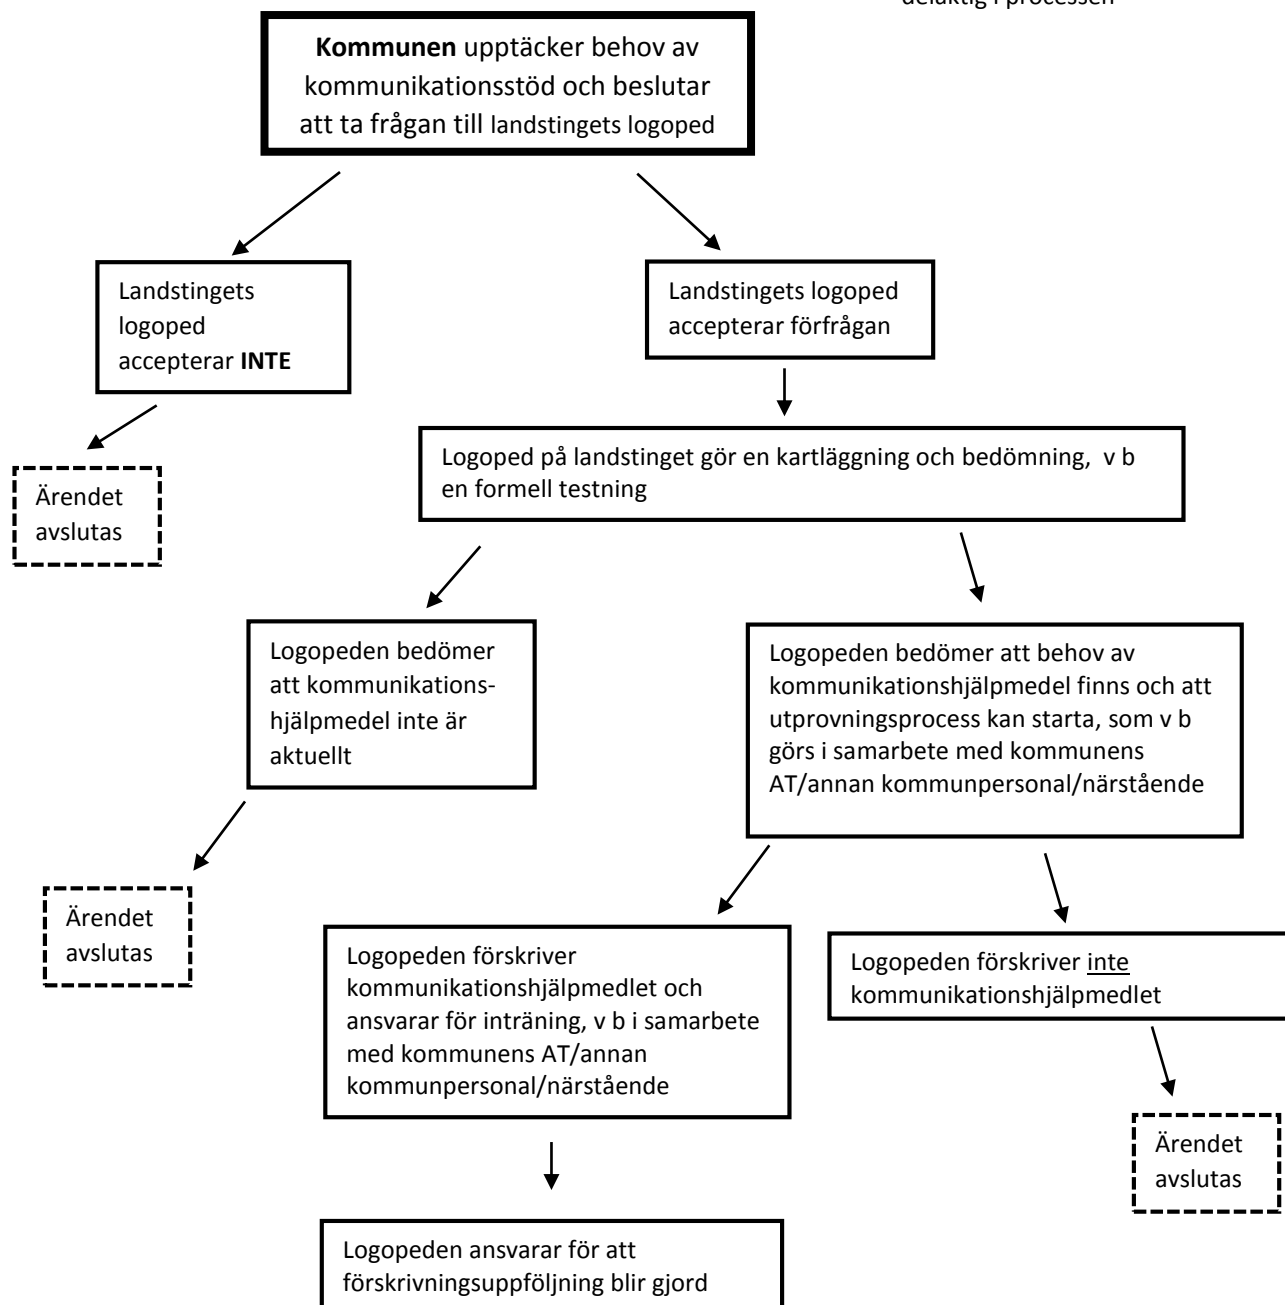 delaktig i processen
Kommunen upptäcker behov av
kommunikationsstöd och beslutar
att ta frågan till landstingets logoped
Landstingets
logoped
accepterar INTE
Landstingets logoped
accepterar förfrågan
Ärendet
avslutas
Logoped på landstinget gör en kartläggning och bedömning, v b
en formell testning
Logopeden bedömer
att kommunikations-
hjälpmedel inte är
aktuellt
Logopeden bedömer att behov av
kommunikationshjälpmedel finns och att
utprovningsprocess kan starta, som v b
görs i samarbete med kommunens
AT/annan kommunpersonal/närstående
Ärendet
avslutas
Logopeden förskriver
kommunikationshjälpmedlet och
ansvarar för inträning, v b i samarbete
med kommunens AT/annan
kommunpersonal/närstående
Logopeden förskriver inte
kommunikationshjälpmedlet
Ärendet
avslutas
Logopeden ansvarar för att
förskrivningsuppföljning blir gjord